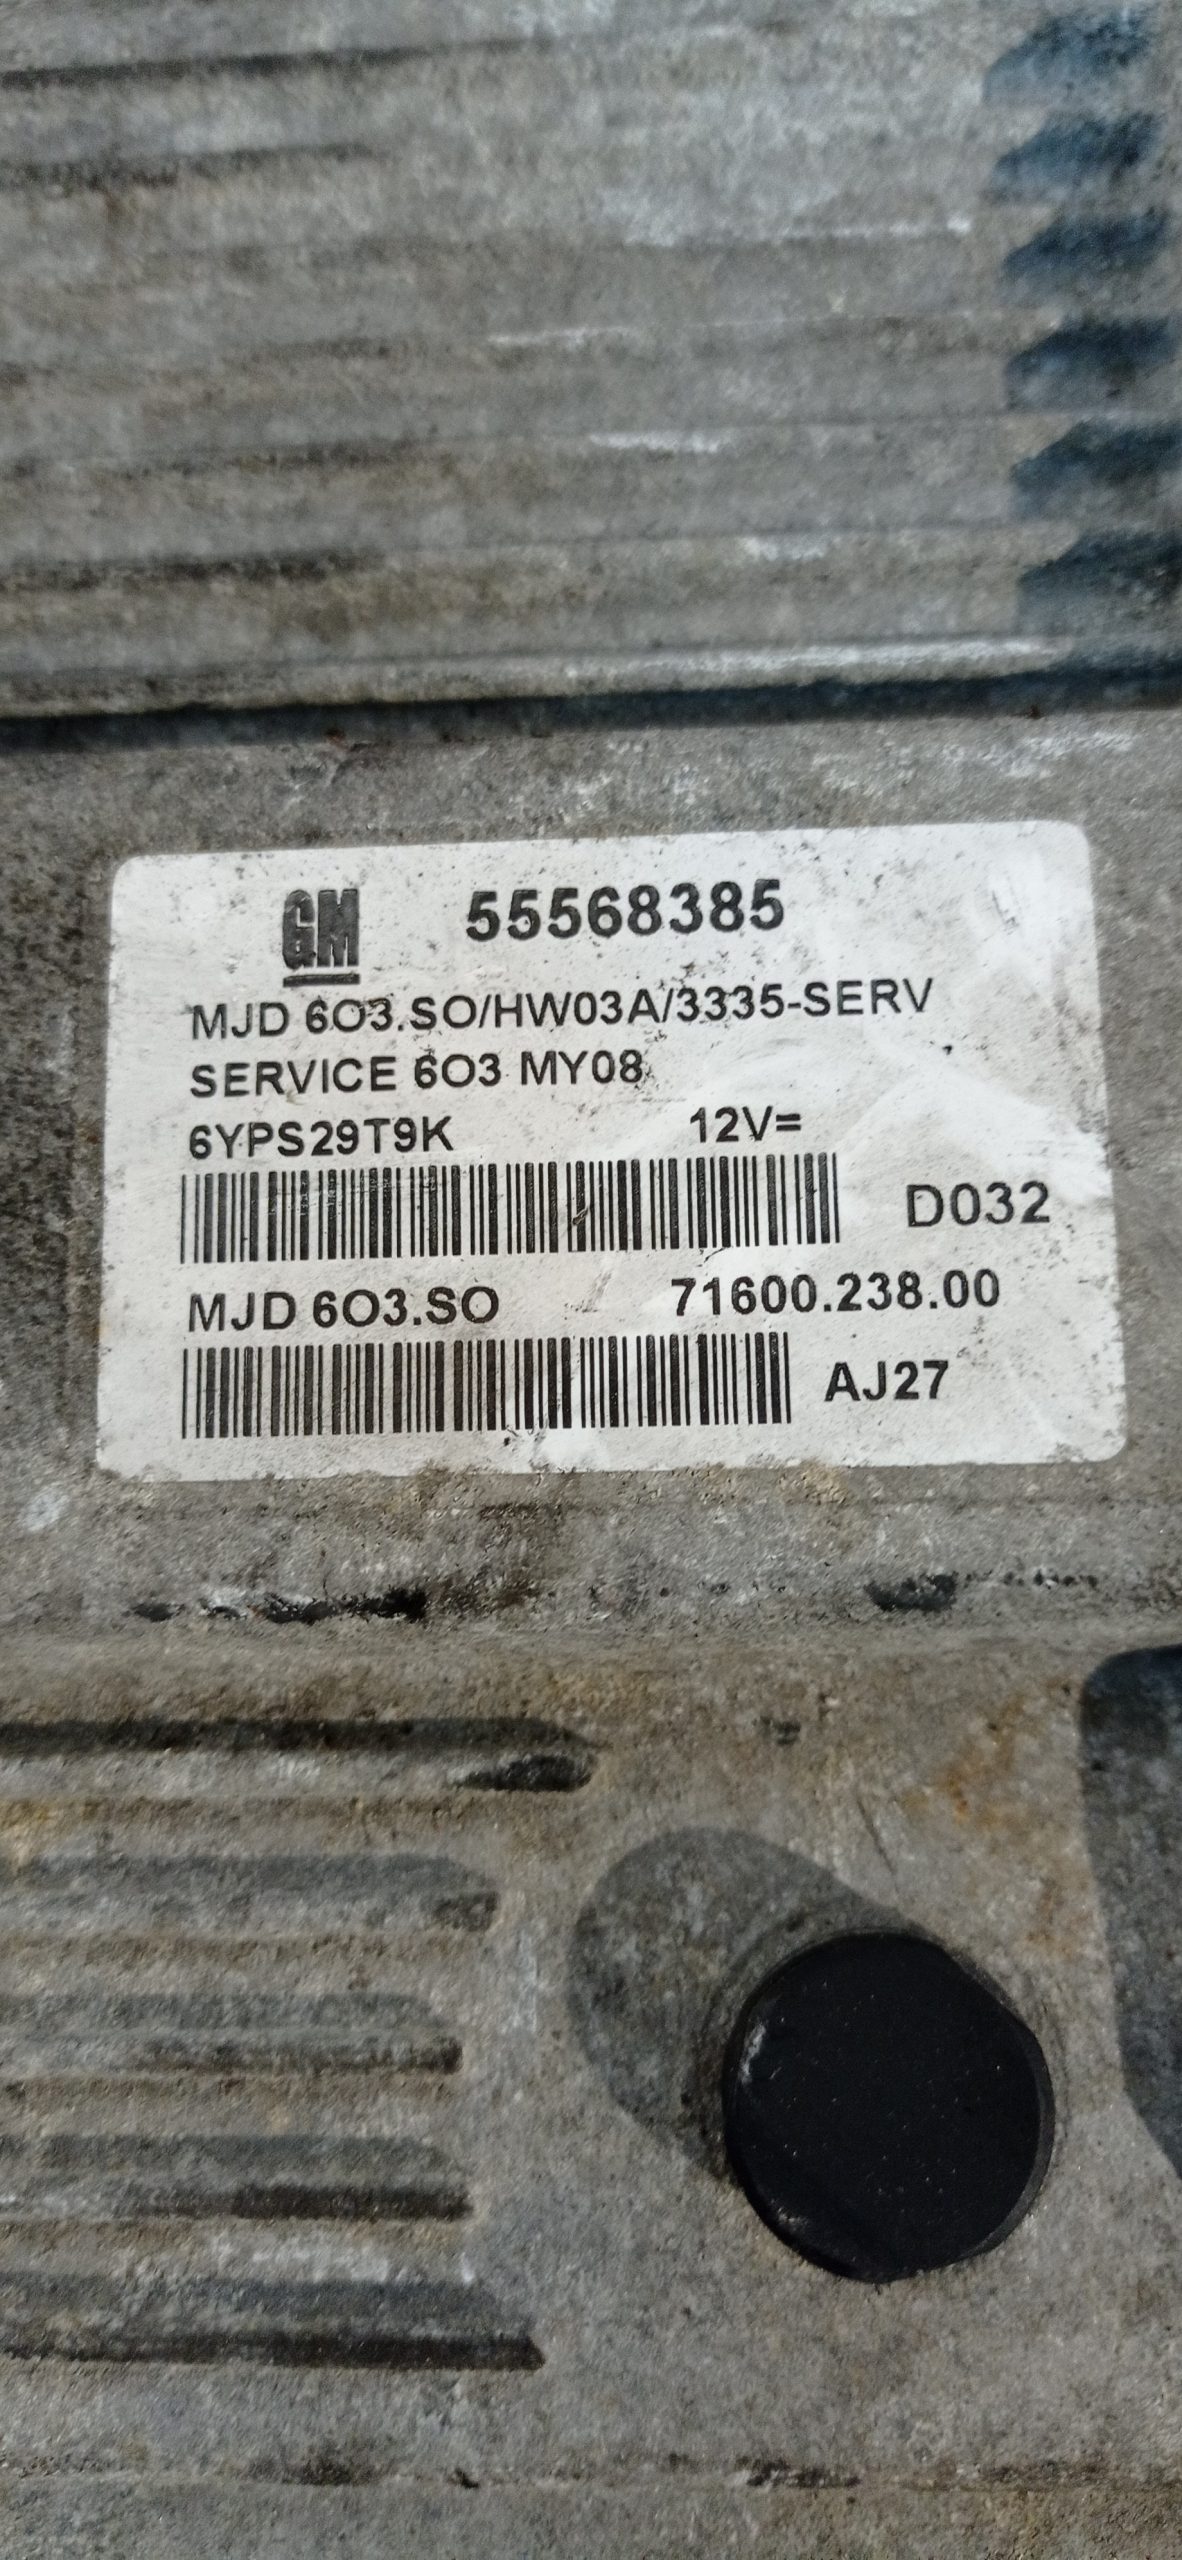 GM 55568385
MJD 6O3.SO/HW03A/3335-SERV
SERVICE 6O3 MY08
6YPS29T9K 12V=
D032
MJD 6O3.SO 71600.238.00
AJ27